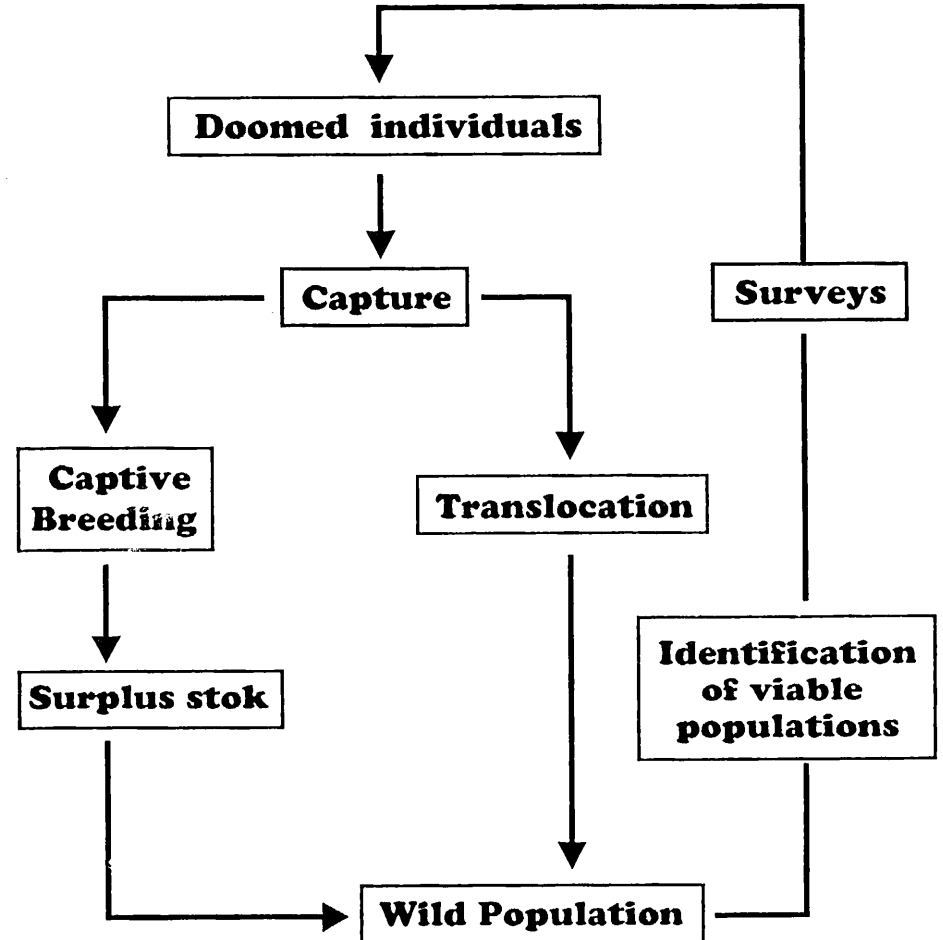 Doomed individuals
Capture
Surveys
Captive
Breeding
Translocation
Identification
of viable
populations
Surplus stok
Wild Population